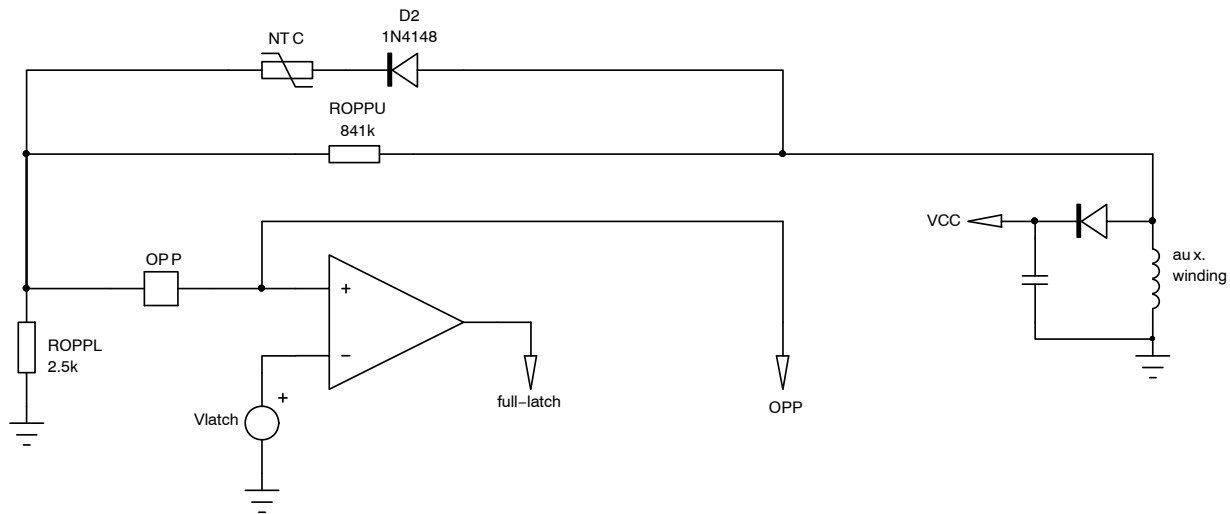 D2
1N4148
NTC
ROPPU
841k
VCC
aux.
winding
OPP
+
−
ROPPL
2.5k
Vlatch
+
full−latch
OPP